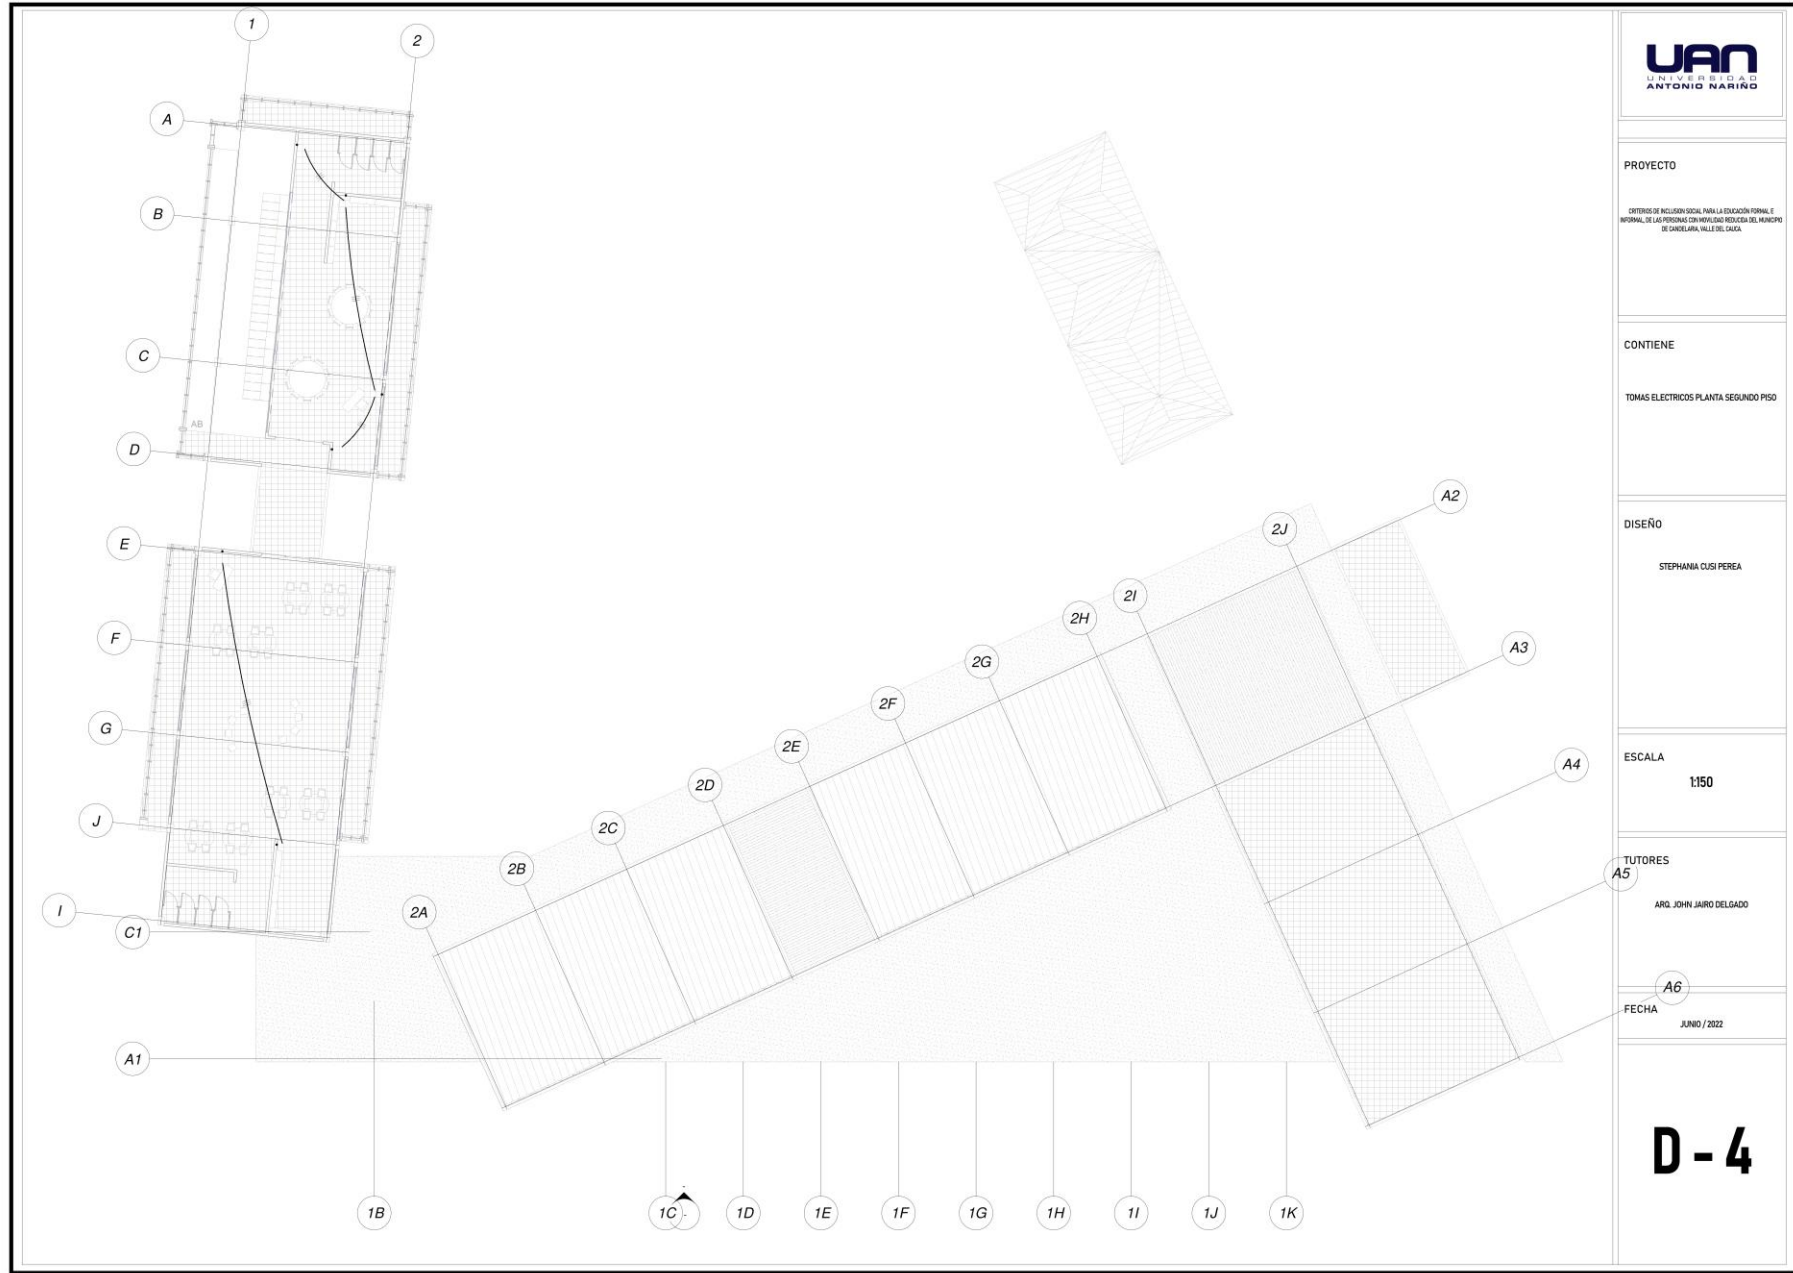 1
2
A
B
C
D
E
F
G
J
I
C1
A1
AB
2A
2B
2C
2D
2E
2F
2G
2H
2I
2J
A2
A3
A4
A5
A6
1B
1C
1D
1E
1F
1G
1H
1I
1J
1K
UAN
UNIVERSIDAD
ANTONIO NARIÑO
PROYECTO
CRITERIOS DE INCLUSION SOCIAL PARA LA EDUCACIÓN FORMAL E
INFORMAL, DE LAS PERSONAS CON MOVILIDAD REDUCIDA DEL MUNICIPIO
DE CANDELARIA, VALLE DEL CAUCA.
CONTIENE
TOMAS ELECTRICOS PLANTA SEGUNDO PISO
DISEÑO
STEPHANIA CUSI PEREA
ESCALA
1:150
TUTORES
ARQ. JOHN JAIRO DELGADO
FECHA
JUNIO / 2022
D - 4